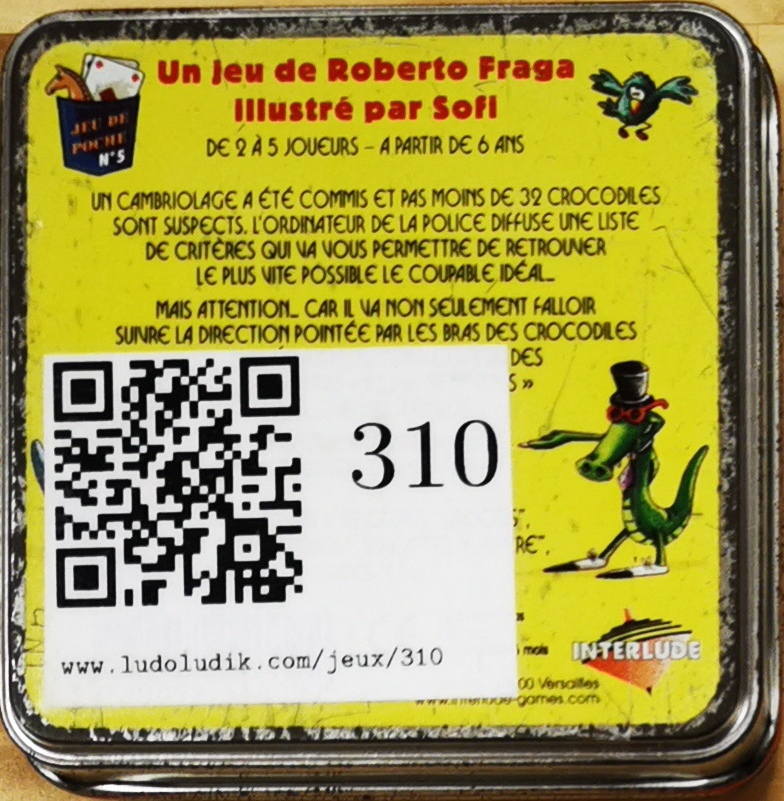 Un jeu de Roberto Fraga
Illustré par Sofi
JEU DE
POCHE
N°5
DE 2 À 5 JOUEURS – A PARTIR DE 6 ANS
UN CAMBRIOLAGE A ÉTÉ COMMIS ET PAS MOINS DE 32 CROCODILES
SONT SUSPECTS. L'ORDINATEUR DE LA POLICE DIFFUSE UNE LISTE
DE CRITÈRES QUI VA VOUS PERMETTRE DE RETROUVER
LE PLUS VITE POSSIBLE LE COUPABLE IDÉAL...
MAIS ATTENTION... CAR IL VA NON SEULEMENT FALLOIR
SUIVRE LA DIRECTION POINTÉE PAR LES BRAS DES CROCODILES
DES
S »
310
RE".
www.ludoludik.com/jeux/310
mois
INTERLUDE
00 Versailles
www.interlude-games.com